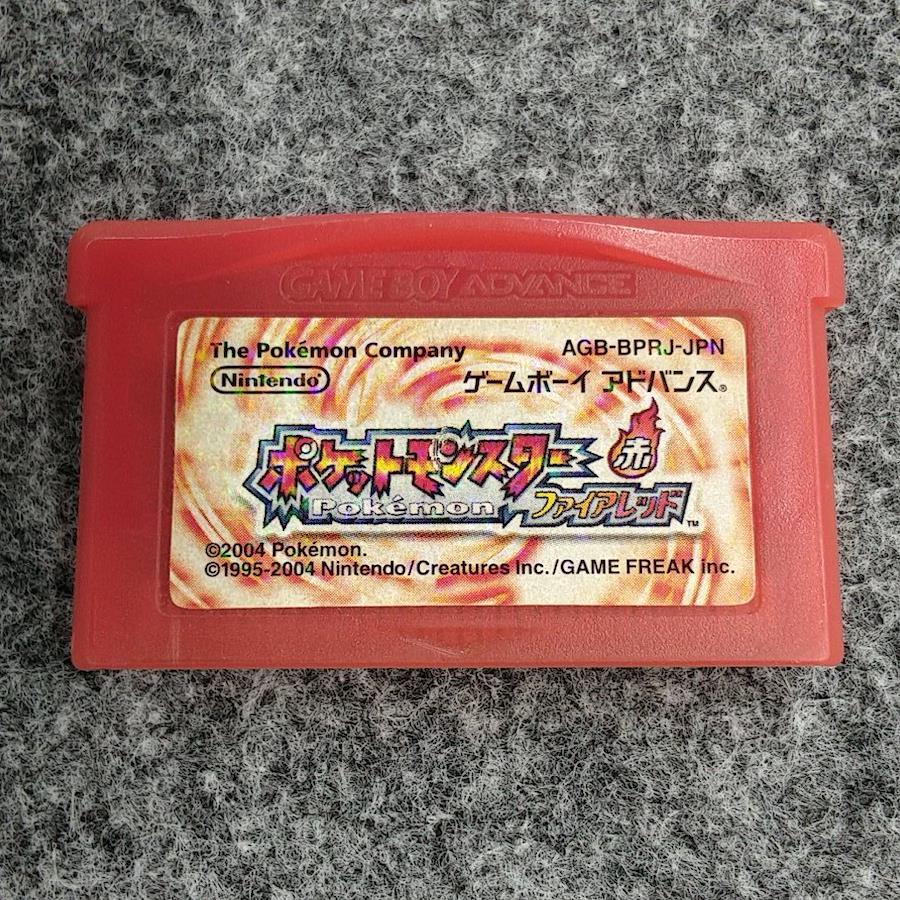 GAME BOY ADVANCE
The Pokémon Company AGB-BPRJ-JPN
Nintendo® ゲームボーイ アドバンス®
ポケットモンスター 赤
Pokémon ファイアレッド™
©2004 Pokémon.
©1995-2004 Nintendo/Creatures Inc./GAME FREAK inc.